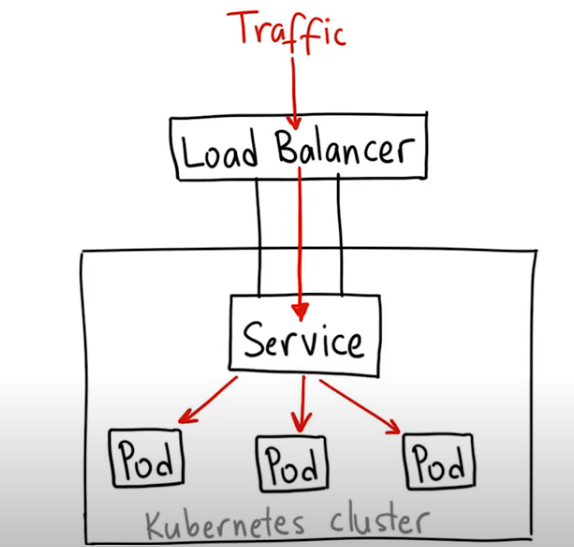 Traffic
Load Balancer
Service
Pod
Pod
Pod
Kubernetes cluster